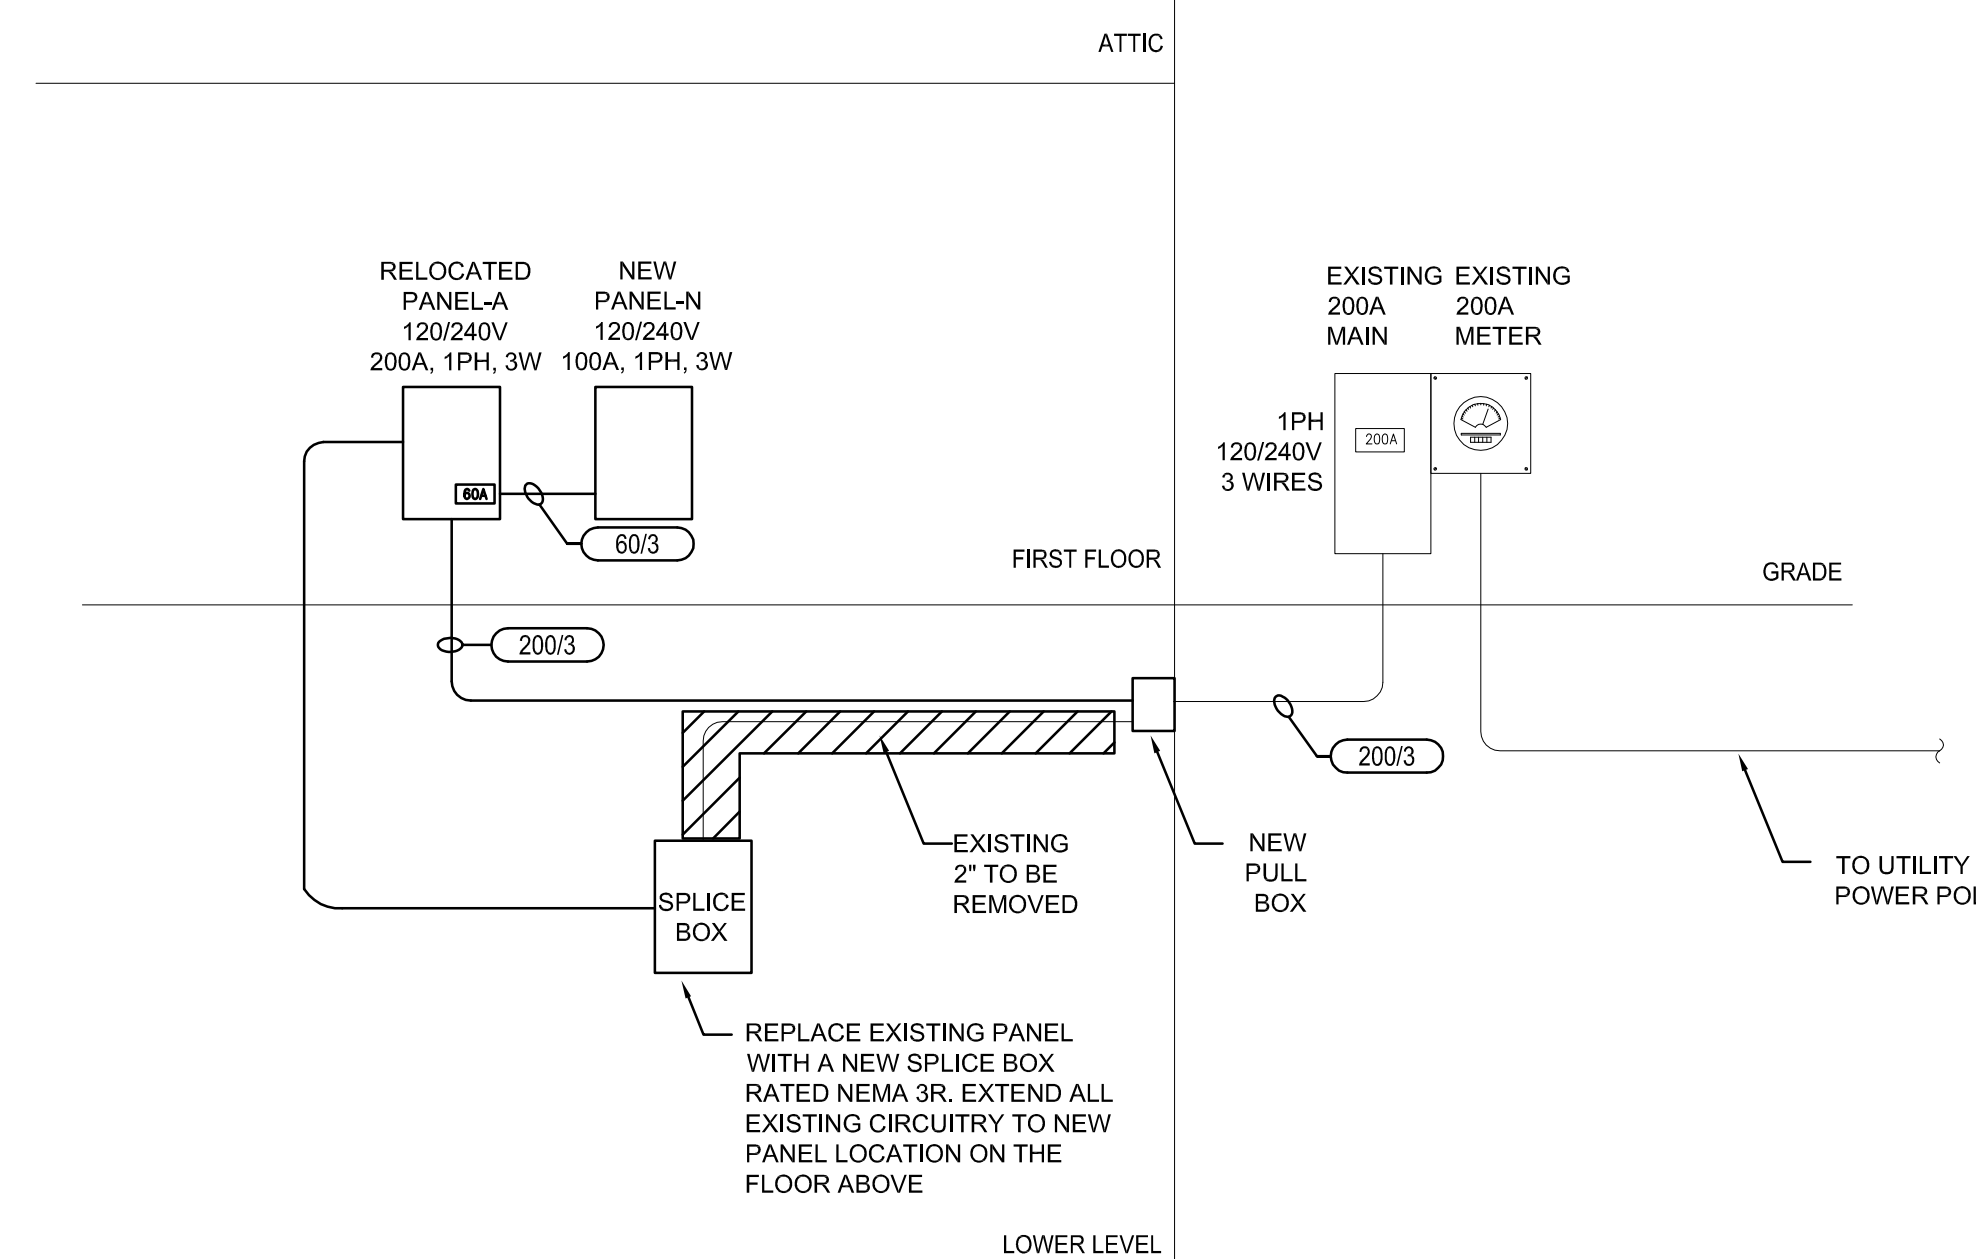 ATTIC
RELOCATED
PANEL-A
120/240V
200A, 1PH, 3W
NEW
PANEL-N
120/240V
100A, 1PH, 3W
EXISTING
200A
MAIN
EXISTING
200A
METER
1PH
120/240V
3 WIRES
200A
60A
60/3
FIRST FLOOR
GRADE
200/3
200/3
EXISTING
2" TO BE
REMOVED
NEW
PULL
BOX
TO UTILITY
POWER
SPLICE
BOX
REPLACE EXISTING PANEL
WITH A NEW SPLICE BOX
RATED NEMA 3R. EXTEND ALL
EXISTING CIRCUITRY TO NEW
PANEL LOCATION ON THE
FLOOR ABOVE
LOWER LEVEL